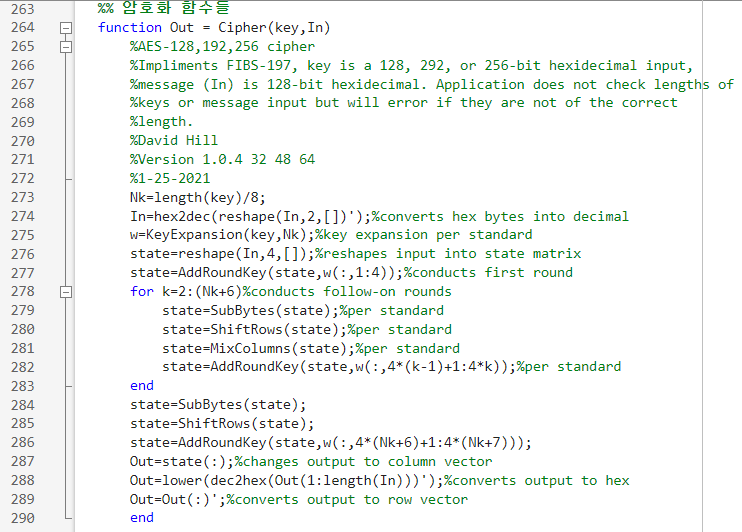 263 %% 암호화 함수들
264 function Out = Cipher(key,In)
265 %AES-128,192,256 cipher
266 %Impliments FIBS-197, key is a 128, 292, or 256-bit hexidecimal input,
267 %message (In) is 128-bit hexidecimal. Application does not check lengths of
268 %keys or message input but will error if they are not of the correct
269 %length.
270 %David Hill
271 %Version 1.0.4 32 48 64
272 %1-25-2021
273 Nk=length(key)/8;
274 In=hex2dec(reshape(In,2,[])');%converts hex bytes into decimal
275 w=KeyExpansion(key,Nk);%key expansion per standard
276 state=reshape(In,4,[]);%reshapes input into state matrix
277 state=AddRoundKey(state,w(:,1:4));%conducts first round
278 for k=2:(Nk+6)%conducts follow-on rounds
279 state=SubBytes(state);%per standard
280 state=ShiftRows(state);%per standard
281 state=MixColumns(state);%per standard
282 state=AddRoundKey(state,w(:,4*(k-1)+1:4*k));%per standard
283 end
284 state=SubBytes(state);
285 state=ShiftRows(state);
286 state=AddRoundKey(state,w(:,4*(Nk+6)+1:4*(Nk+7)));
287 Out=state(:);%changes output to column vector
288 Out=lower(dec2hex(Out(1:length(In)))');%converts output to hex
289 Out=Out(:)';%converts output to row vector
290 end